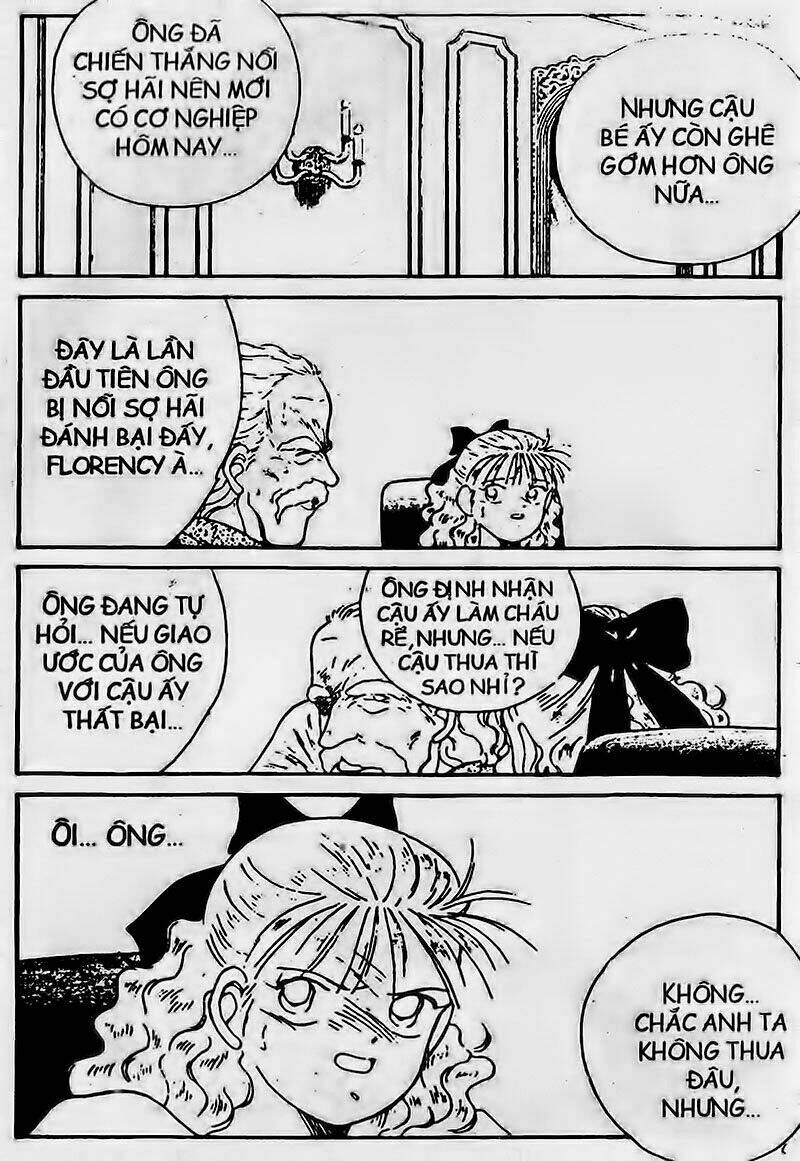 ÔNG ĐÃ
CHIẾN THẮNG NỖI
SỢ HÃI NÊN MỚI
CÓ CƠ NGHIỆP
HÔM NAY...
NHƯNG CẬU
BÉ ẤY CÒN GHÊ
GỚM HƠN ÔNG
NỮA...
ĐÂY LÀ LẦN
ĐẦU TIÊN ÔNG
BỊ NỖI SỢ HÃI
ĐÁNH BẠI ĐẤY,
FLORENCY À...
ÔNG ĐANG TỰ
HỎI... NẾU GIAO
ƯỚC CỦA ÔNG
VỚI CẬU ẤY
THẤT BẠI...
ÔNG ĐỊNH NHẬN
CẬU ẤY LÀM CHÁU
RỂ, NHƯNG... NẾU
CẬU THUA THÌ
SAO NHỈ?
ÔI... ÔNG...
KHÔNG...
CHẮC ANH TA
KHÔNG THUA
ĐÂU,
NHƯNG...